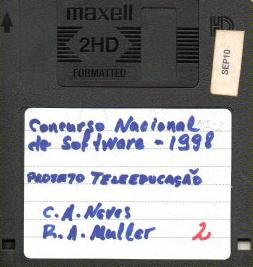 maxell
2HD
FORMATTED
HD
SEP10
Concurso Nacional
de Software - 1998
PROJETO TELEEDUCAÇÃO
C.A. Neves
R.A. Muller 2